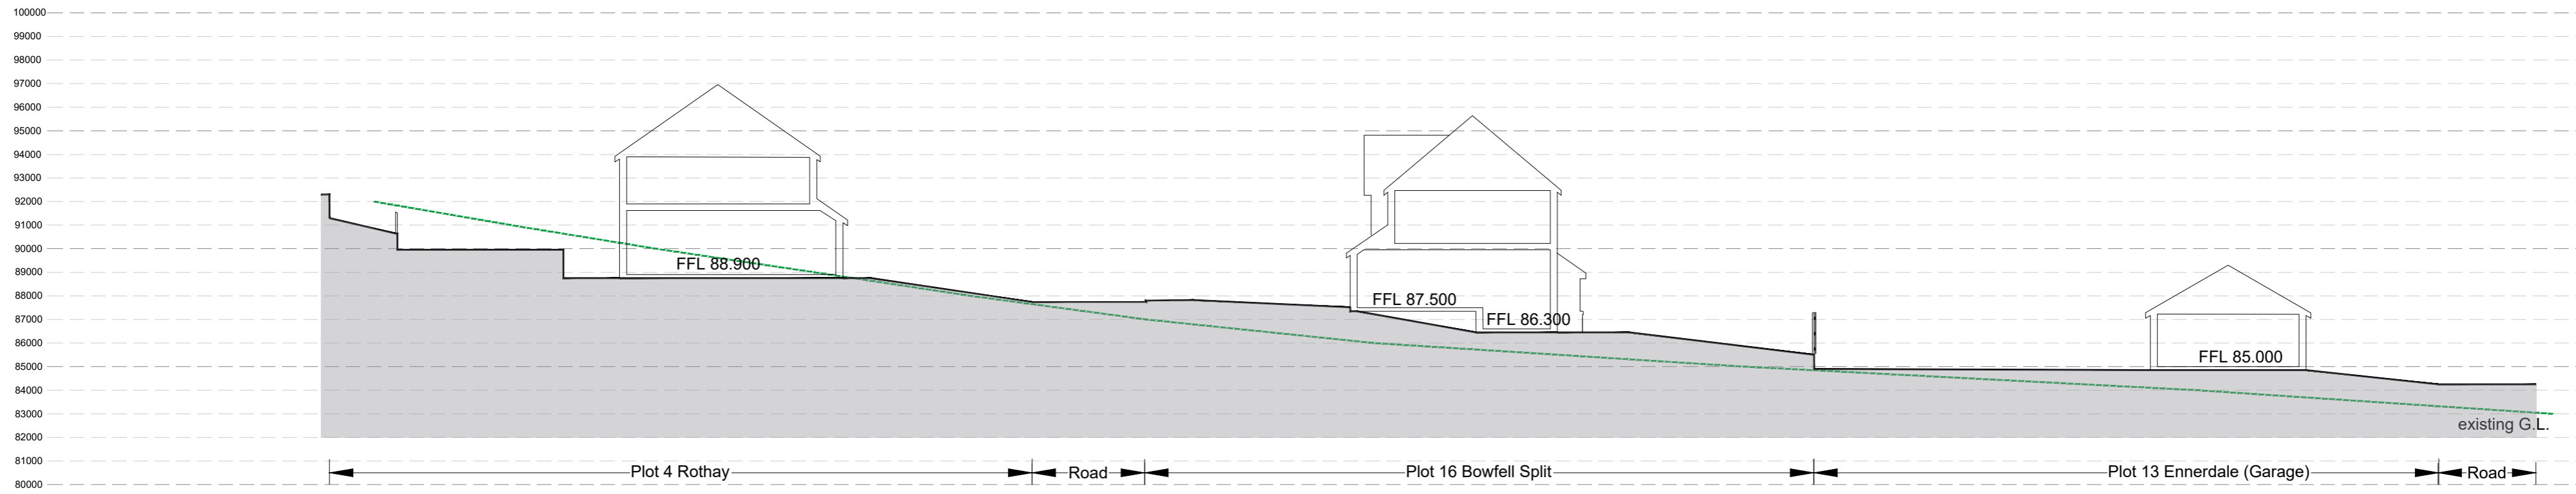 100000
99000
98000
97000
96000
95000
94000
93000
92000
91000
90000
89000
88000
87000
86000
85000
84000
83000
82000
81000
80000
FFL 88.900
FFL 87.500
FFL 86.300
FFL 85.000
existing G.L.
Plot 4 Rothay
Road
Plot 16 Bowfell Split
Plot 13 Ennerdale (Garage)
Road